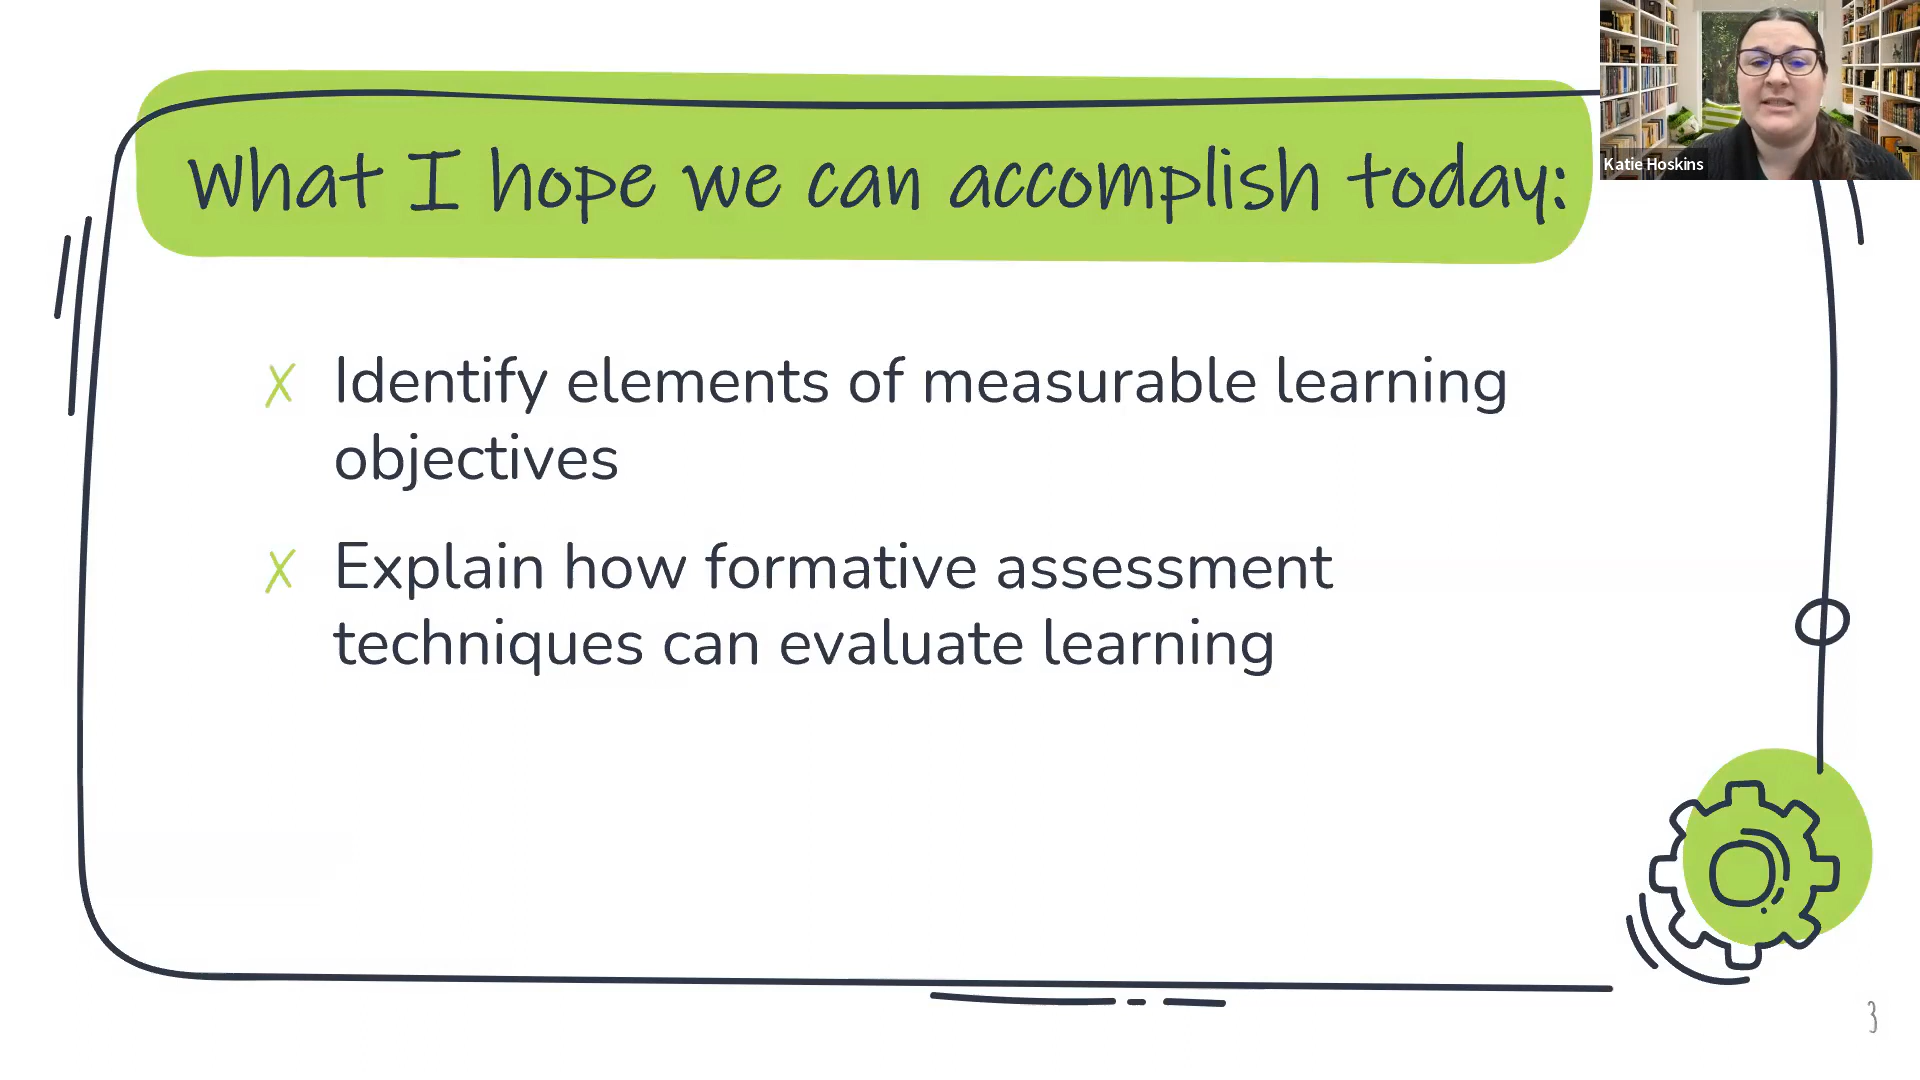 What I hope we can accomplish today:
Katie Hoskins
Identify elements of measurable learning
objectives
Explain how formative assessment
techniques can evaluate learning
3